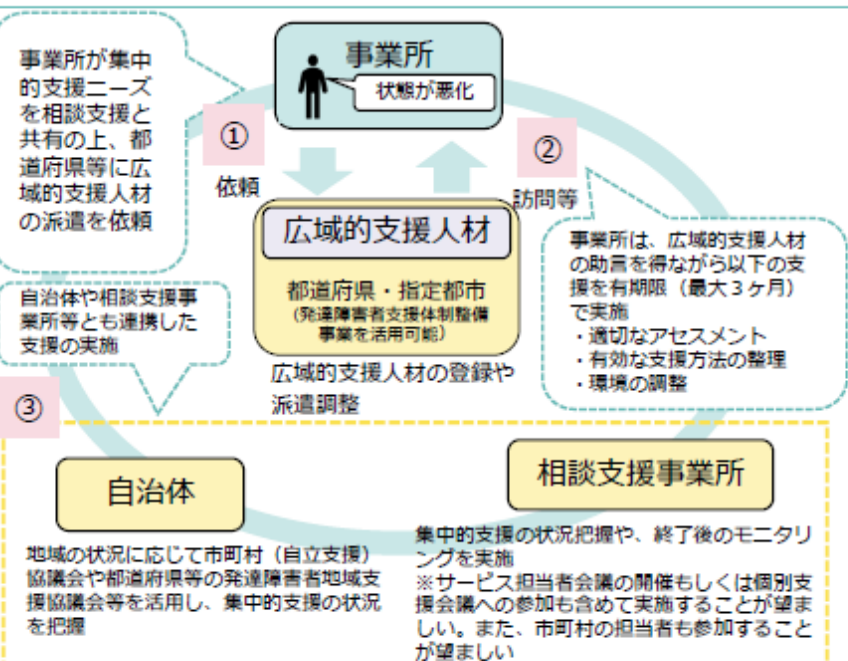 事業所が集中
的支援ニーズ
を相談支援と
共有の上、都
道府県等に広
域的支援人材
の派遣を依頼
事業所
状態が悪化
①
依頼
②
訪問等
広域的支援人材
都道府県・指定都市
(発達障害者支援体制整備
事業を活用可能)
広域的支援人材の登録や
派遣調整
事業所は、広域的支援人材
の助言を得ながら以下の支
援を有期限(最大3ヶ月)
で実施
・適切なアセスメント
・有効な支援方法の整理
・環境の調整
自治体や相談支援事
業所等とも連携した
支援の実施
③
自治体
地域の状況に応じて市町村(自立支援)
協議会や都道府県等の発達障害者地域支
援協議会等を活用し、集中的支援の状況
を把握
相談支援事業所
集中的支援の状況把握や、終了後のモニタリ
ングを実施
※サービス担当者会議の開催もしくは個別支
援会議への参加も含めて実施することが望ま
しい。また、市町村の担当者も参加すること
が望ましい